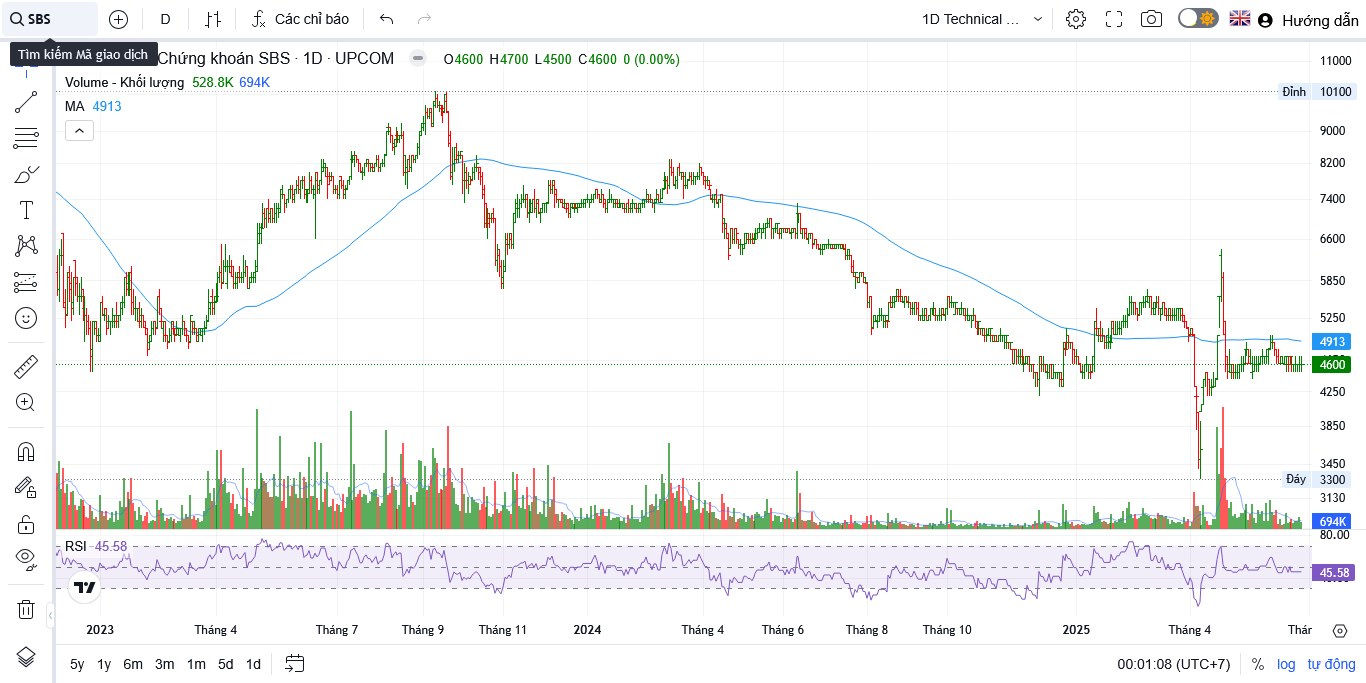 SBS D Các chỉ báo 1D Technical ... Hướng dẫn
Tìm kiếm Mã giao dịch
Chứng khoán SBS · 1D · UPCOM O4600 H4700 L4500 C4600 0 (0.00%)
Volume - Khối lượng 528.8K 694K
MA 4913
11000
Đỉnh 10100
9000
8200
7400
6600
5850
5250
4913
4600
4250
3850
3450
Đáy 3300
3130
694K
80.00
RSI 45.58
45.58
2023 Tháng 4 Tháng 7 Tháng 9 Tháng 11 2024 Tháng 4 Tháng 6 Tháng 8 Tháng 10 2025 Tháng 4 Thár
5y 1y 6m 3m 1m 5d 1d 00:01:08 (UTC+7) % log tự động